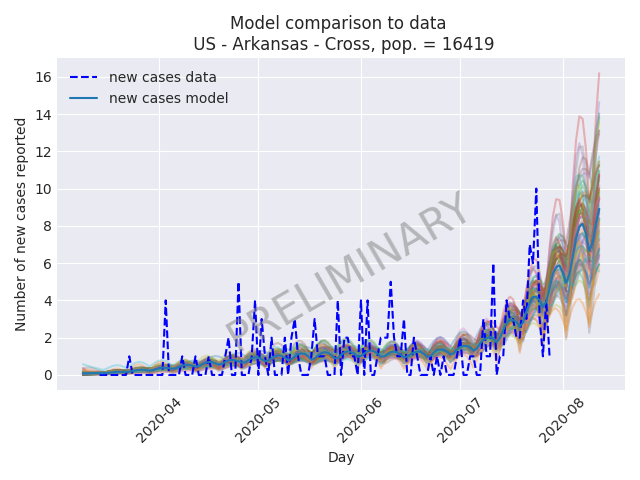 Model comparison to data
US - Arkansas - Cross, pop. = 16419
new cases data
new cases model
Number of new cases reported
16
14
12
10
8
6
4
2
0
PRELIMINARY
2020-04
2020-05
2020-06
2020-07
2020-08
Day